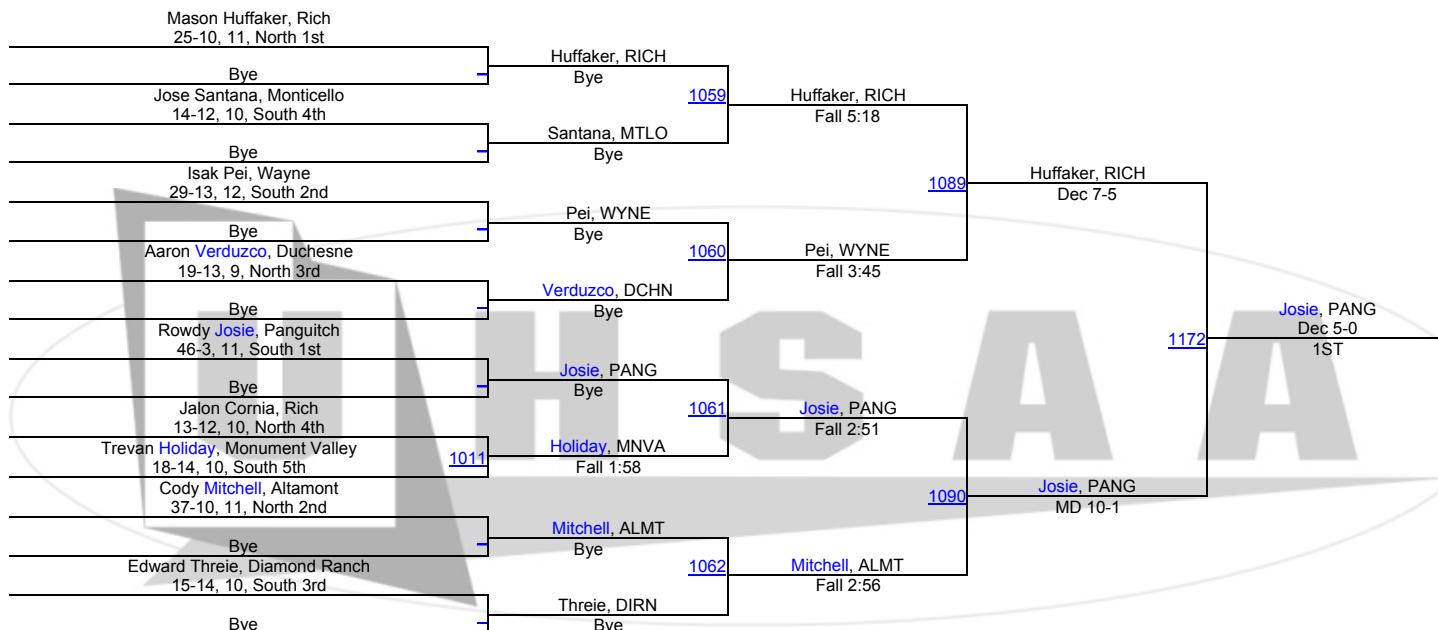 Mason Huffaker, Rich
25-10, 11, North 1st
Bye
Jose Santana, Monticello
14-12, 10, South 4th
Bye
Isak Pei, Wayne
29-13, 12, South 2nd
Bye
Aaron Verduzco, Duchesne
19-13, 9, North 3rd
Bye
Rowdy Josie, Panguitch
46-3, 11, South 1st
Bye
Jalon Cornia, Rich
13-12, 10, North 4th
Trevan Holiday, Monument Valley
18-14, 10, South 5th
1011
Cody Mitchell, Altamont
37-10, 11, North 2nd
Bye
Edward Threie, Diamond Ranch
15-14, 10, South 3rd
Bye
Huffaker, RICH
Bye
1059
Santana, MTLO
Bye
Pei, WYNE
Bye
1060
Verduzco, DCHN
Bye
Josie, PANG
Bye
1061
Holiday, MNVA
Fall 1:58
Mitchell, ALMT
Bye
1062
Threie, DIRN
Bye
Huffaker, RICH
Fall 5:18
1089
Pei, WYNE
Fall 3:45
Josie, PANG
Fall 2:51
1090
Mitchell, ALMT
Fall 2:56
Huffaker, RICH
Dec 7-5
1172
Josie, PANG
MD 10-1
Josie, PANG
Dec 5-0
1ST
UHSAA